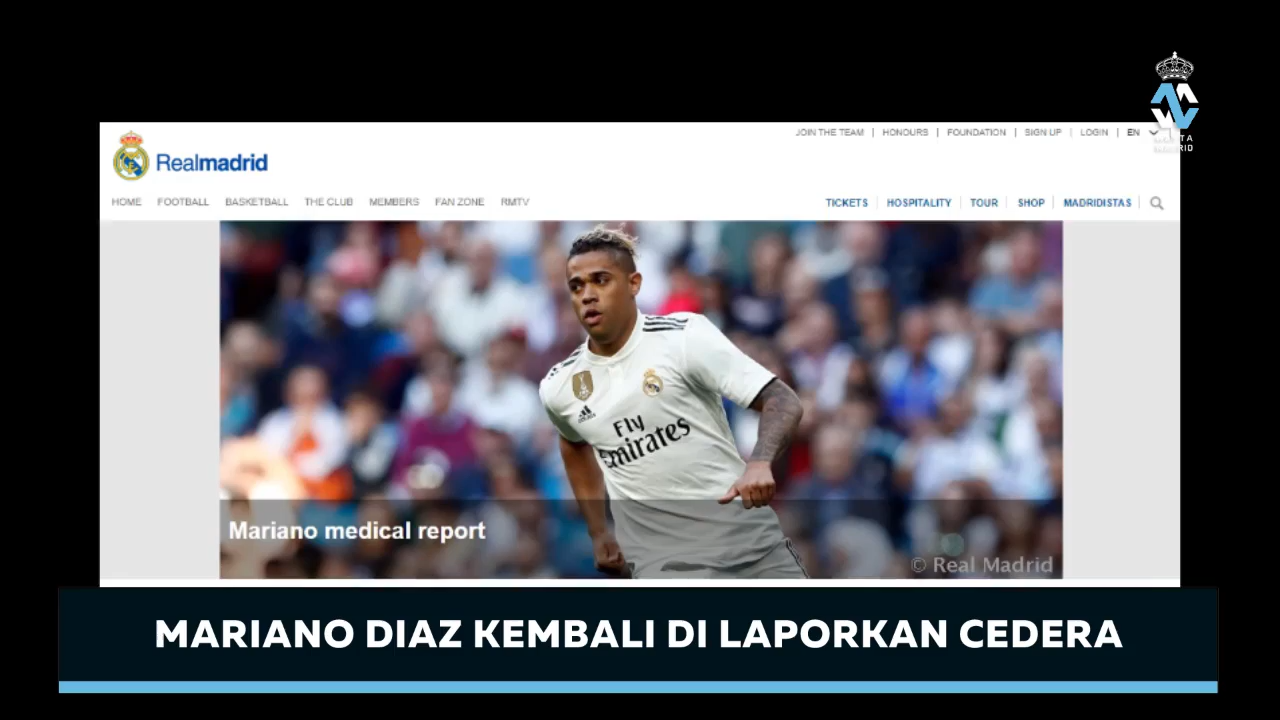 JOIN THE TEAM | HONOURS | FOUNDATION | SIGN UP | LOGIN | EN
Realmadrid
HOME FOOTBALL BASKETBALL THE CLUB MEMBERS FAN ZONE RMTV
TICKETS HOSPITALITY TOUR SHOP MADRIDISTAS
adidas
Fly
Emirates
Mariano medical report
© Real Madrid
MARIANO DIAZ KEMBALI DI LAPORKAN CEDERA